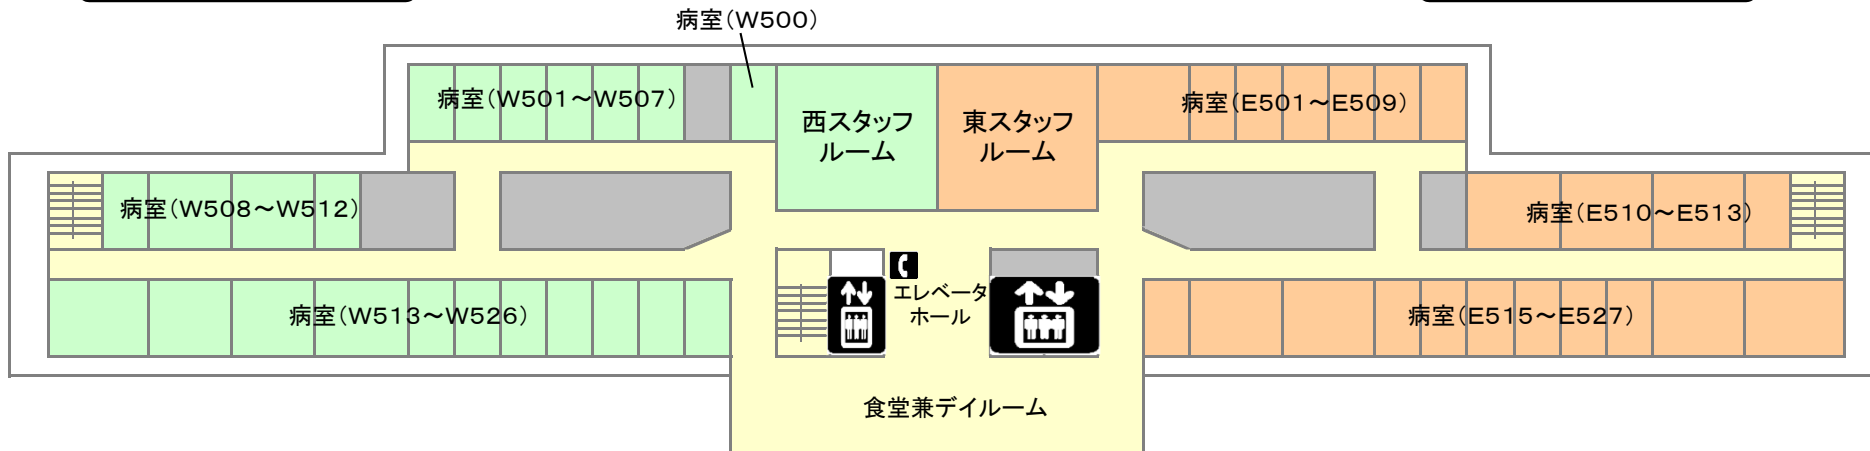 病室(W500)
病室(W501～W507)
西スタッフ
ルーム
東スタッフ
ルーム
病室(E501～E509)
病室(W508～W512)
病室(E510～E513)
エレベータ
ホール
病室(W513～W526)
病室(E515～E527)
食堂兼デイルーム